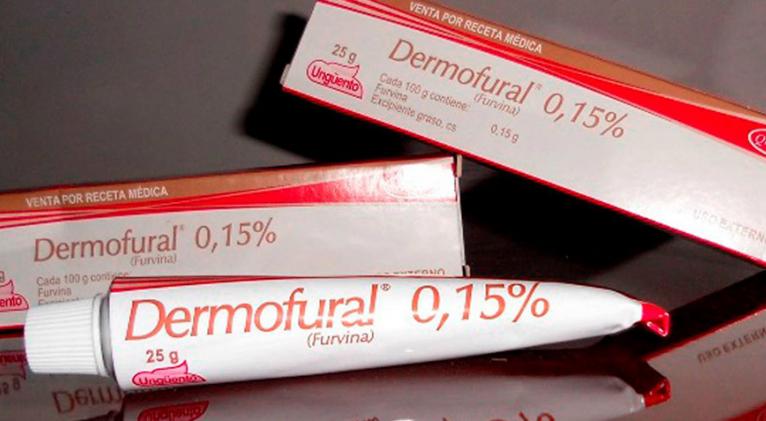 VENTA POR RECETA MÉDICA
25 g
Ungüento
Dermofural® 0,15%
(Furvina)
Cada 100 g contiene:
Furvina 0,15 g
Excipiente graso, cs
USO EXTERNO
VENTA POR RECETA MÉDICA
Dermofural® 0,15%
(Furvina)
Cada 100 g contiene
Furvina
EXTERNO
Dermofural® 0,15%
(Furvina)
25 g
Ungüento